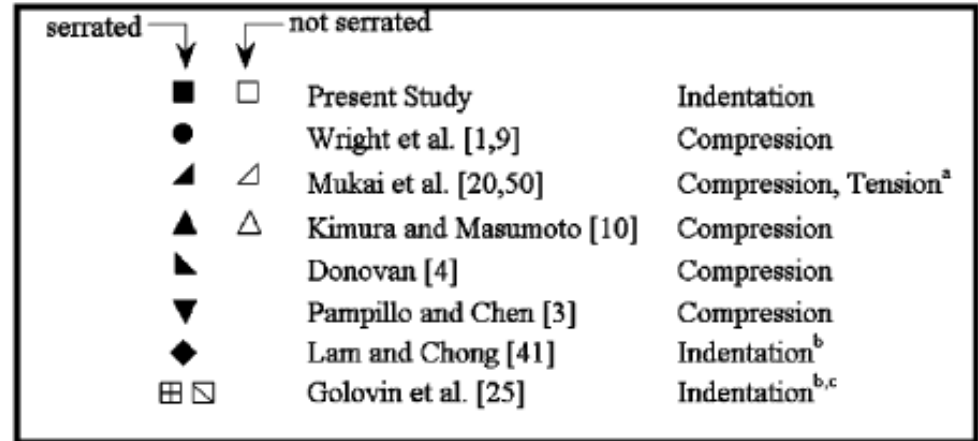 serrated not serrated
Present Study Indentation
Wright et al. [1,9] Compression
Mukai et al. [20,50] Compression, Tension^a
Kimura and Masumoto [10] Compression
Donovan [4] Compression
Pampillo and Chen [3] Compression
Lam and Chong [41] Indentation^b
Golovin et al. [25] Indentation^b,c